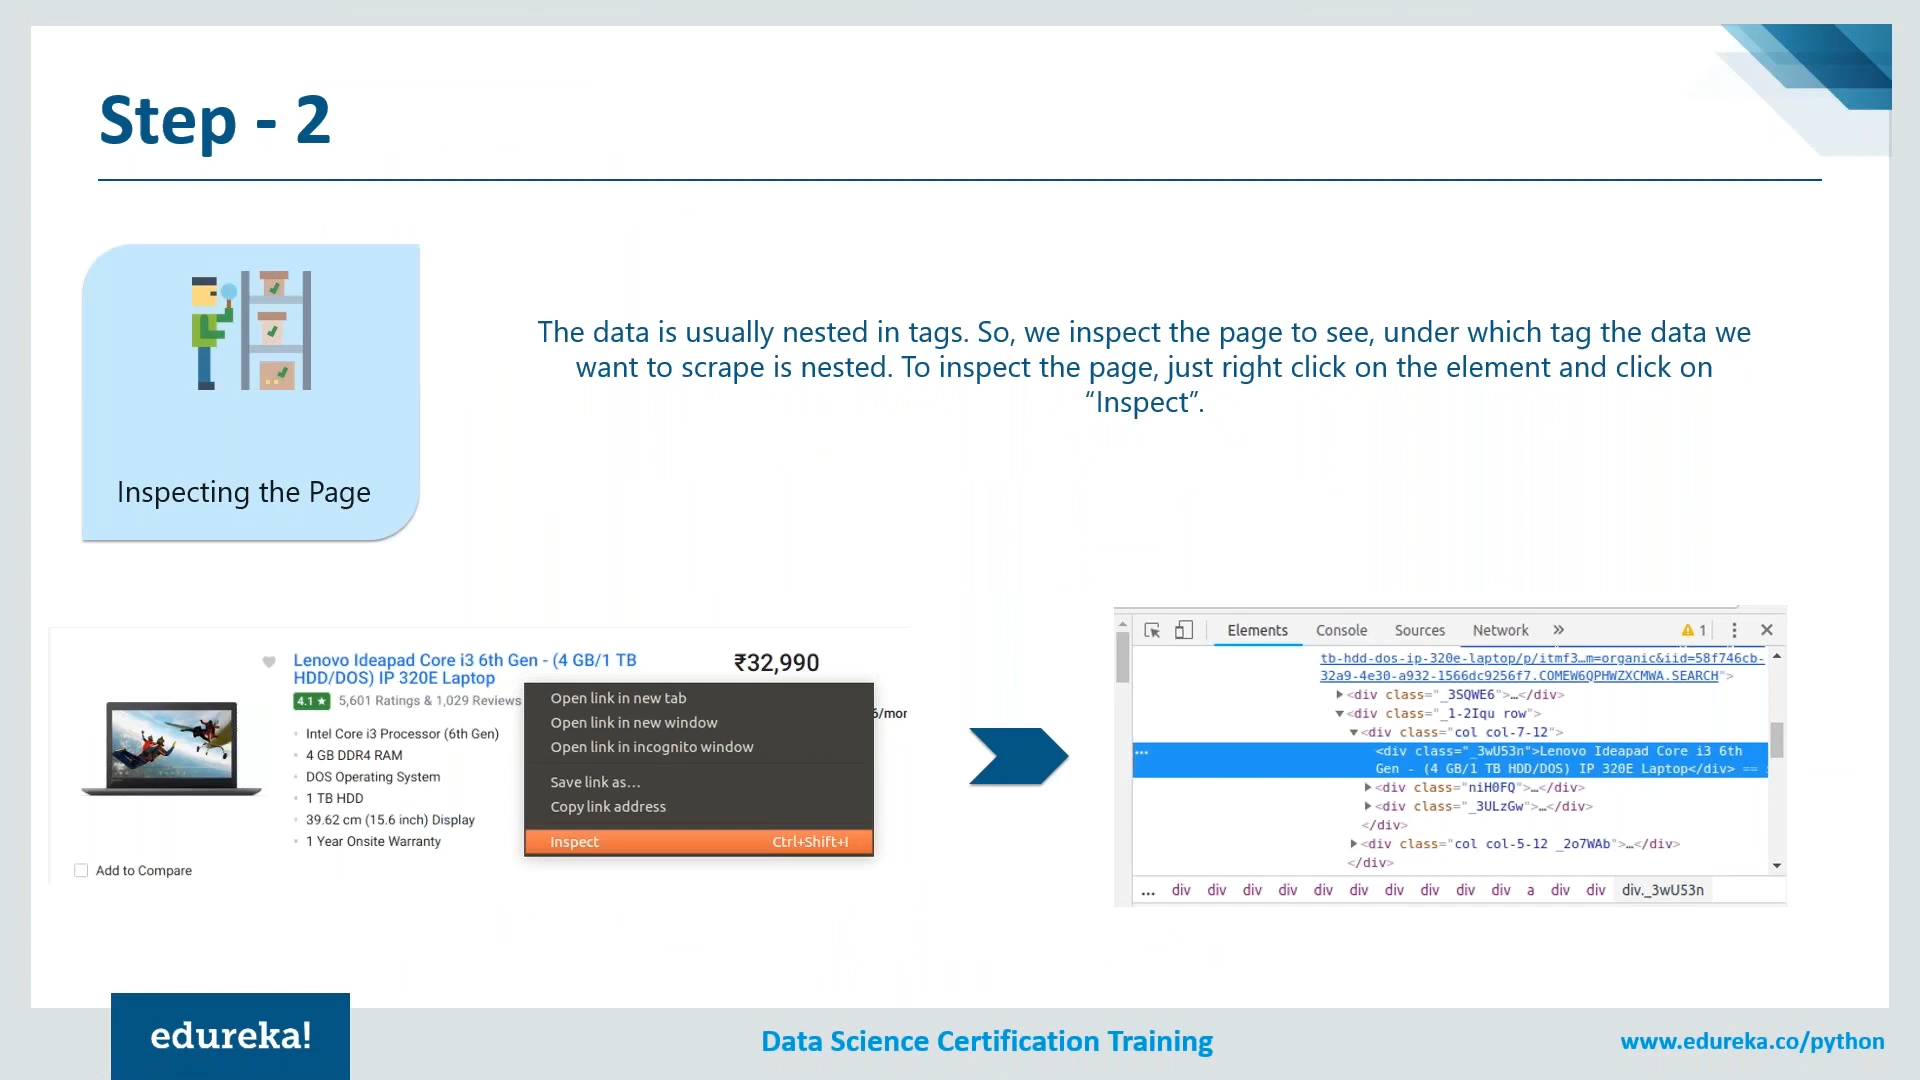 Step - 2
Inspecting the Page
The data is usually nested in tags. So, we inspect the page to see, under which tag the data we
want to scrape is nested. To inspect the page, just right click on the element and click on
“Inspect”.
Lenovo Ideapad Core i3 6th Gen - (4 GB/1 TB
HDD/DOS) IP 320E Laptop
₹32,990
4.1 ★ 5,601 Ratings & 1,029 Reviews
6/mor
Intel Core i3 Processor (6th Gen)
4 GB DDR4 RAM
DOS Operating System
1 TB HDD
39.62 cm (15.6 inch) Display
1 Year Onsite Warranty
Add to Compare
Open link in new tab
Open link in new window
Open link in incognito window
Save link as...
Copy link address
Inspect Ctrl+Shift+I
Elements Console Sources Network » 1
tb-hdd-dos-ip-320e-laptop/p/itmf3…m=organic&iid=58f746cb-
32a9-4e30-a932-1566dc9256f7.COMEW6QPHWZXCMWA.SEARCH">
<div class="_3SQWE6">…</div>
<div class="_1-2Iqu row">
<div class="col col-7-12">
<div class="_3wU53n">Lenovo Ideapad Core i3 6th
Gen - (4 GB/1 TB HDD/DOS) IP 320E Laptop</div> ==
<div class="niH0FQ">…</div>
<div class="_3ULzGw">…</div>
</div>
<div class="col col-5-12 _2o7WAb">…</div>
</div>
... div div div div div div div div div div a div div div._3wU53n
edureka!
Data Science Certification Training
www.edureka.co/python